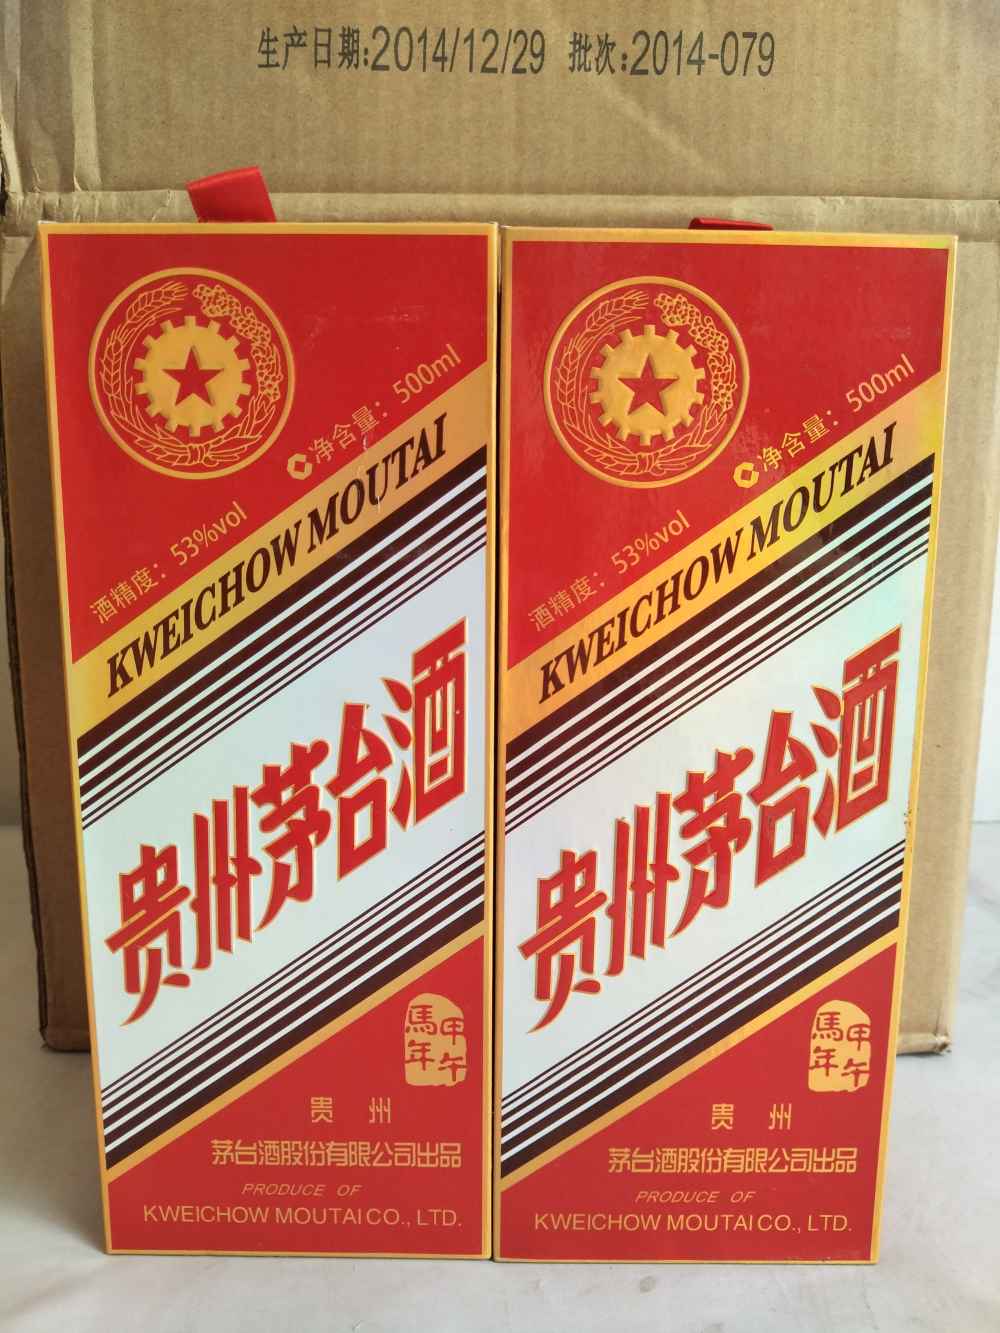 生产日期:2014/12/29 批次:2014-079
净含量：500ml
酒精度：53%vol
KWEICHOW MOUTAI
贵州茅台酒
甲午
馬年
贵 州
茅台酒股份有限公司出品
PRODUCE OF
KWEICHOW MOUTAI CO., LTD.
净含量：500ml
酒精度：53%vol
KWEICHOW MOUTAI
贵州茅台酒
甲午
馬年
贵 州
茅台酒股份有限公司出品
PRODUCE OF
KWEICHOW MOUTAI CO., LTD.